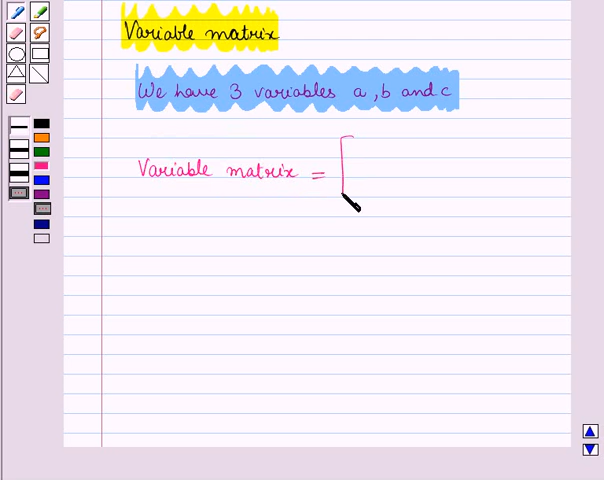 Variable matrix
We have 3 variables a, b and c
Variable matrix = [